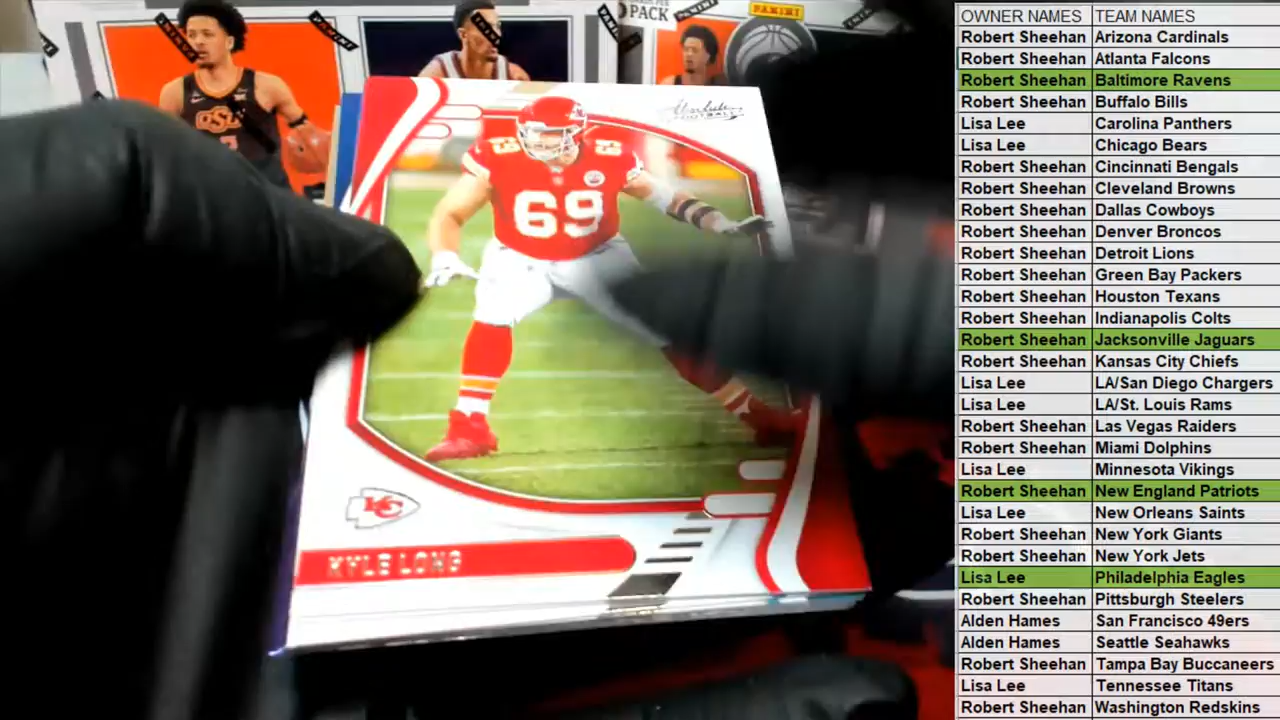 PACK
PANINI
Absolute
FOOTBALL
OSU
69
69
69
KC
KYLE LONG
OWNER NAMES TEAM NAMES
Robert Sheehan Arizona Cardinals
Robert Sheehan Atlanta Falcons
Robert Sheehan Baltimore Ravens
Robert Sheehan Buffalo Bills
Lisa Lee Carolina Panthers
Lisa Lee Chicago Bears
Robert Sheehan Cincinnati Bengals
Robert Sheehan Cleveland Browns
Robert Sheehan Dallas Cowboys
Robert Sheehan Denver Broncos
Robert Sheehan Detroit Lions
Robert Sheehan Green Bay Packers
Robert Sheehan Houston Texans
Robert Sheehan Indianapolis Colts
Robert Sheehan Jacksonville Jaguars
Robert Sheehan Kansas City Chiefs
Lisa Lee LA/San Diego Chargers
Lisa Lee LA/St. Louis Rams
Robert Sheehan Las Vegas Raiders
Robert Sheehan Miami Dolphins
Lisa Lee Minnesota Vikings
Robert Sheehan New England Patriots
Lisa Lee New Orleans Saints
Robert Sheehan New York Giants
Robert Sheehan New York Jets
Lisa Lee Philadelphia Eagles
Robert Sheehan Pittsburgh Steelers
Alden Hames San Francisco 49ers
Alden Hames Seattle Seahawks
Robert Sheehan Tampa Bay Buccaneers
Lisa Lee Tennessee Titans
Robert Sheehan Washington Redskins